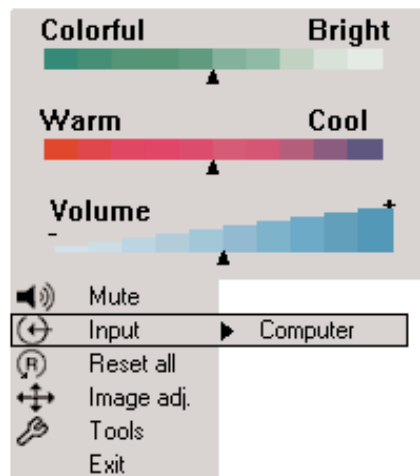 Colorful Bright
Warm Cool
Volume
- +
Mute
Input Computer
R Reset all
Image adj.
Tools
Exit